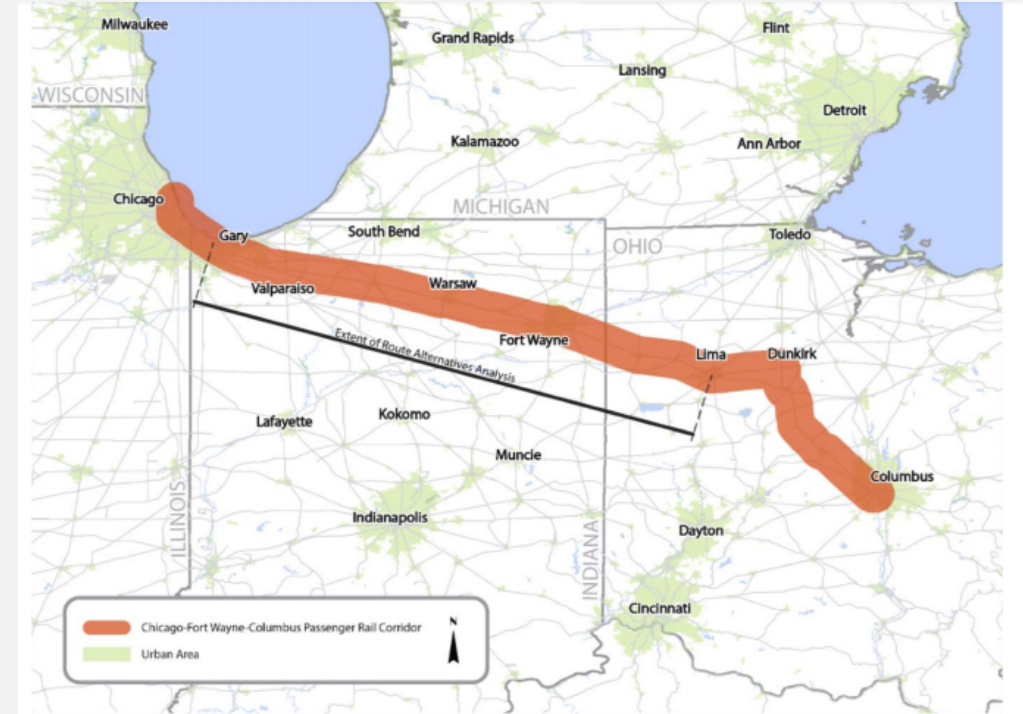 Milwaukee
Flint
Grand Rapids
Lansing
WISCONSIN
Detroit
Kalamazoo
Ann Arbor
Chicago
MICHIGAN
Gary
South Bend
Toledo
OHIO
Valparaiso
Warsaw
Fort Wayne
Extent of Route Alternatives Analysis
Lima
Dunkirk
Lafayette
Kokomo
Muncie
Columbus
ILLINOIS
Indianapolis
Dayton
INDIANA
Cincinnati
Chicago-Fort Wayne-Columbus Passenger Rail Corridor
N
Urban Area